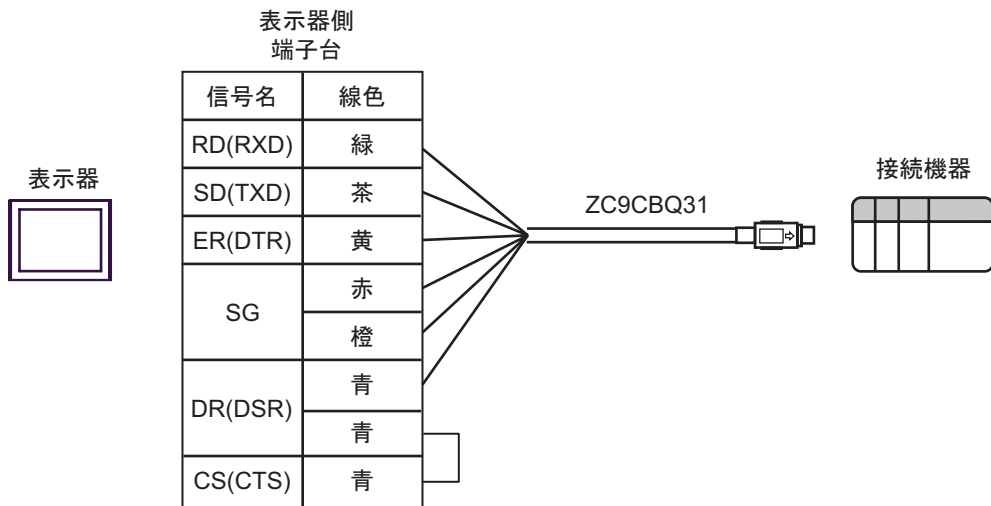 表示器側
端子台
信号名 線色
RD(RXD) 緑
SD(TXD) 茶
ER(DTR) 黄
SG 赤
橙
DR(DSR) 青
青
CS(CTS) 青
表示器
ZC9CBQ31
接続機器